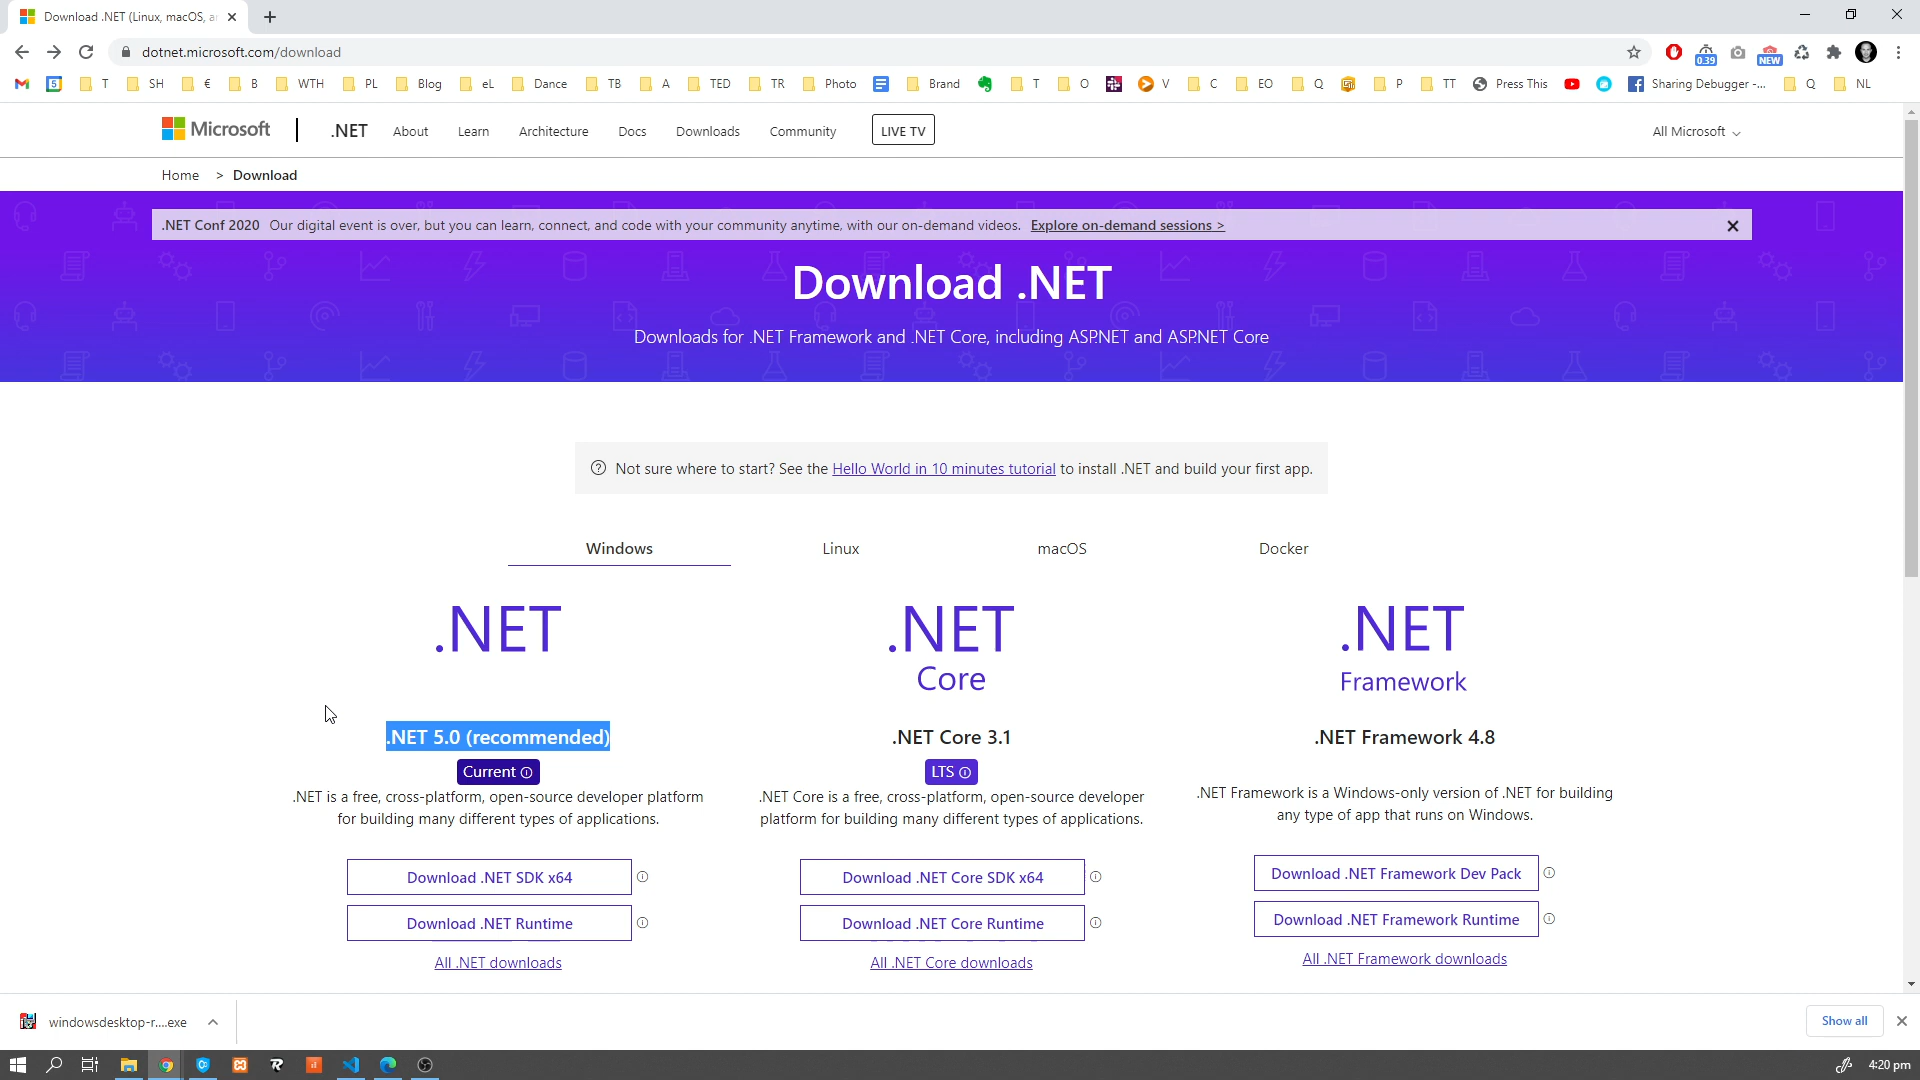 Download .NET (Linux, macOS, a
dotnet.microsoft.com/download
0.39
NEW
5
T
SH
€
B
WTH
PL
Blog
eL
Dance
TB
A
TED
TR
Photo
Brand
T
O
V
C
EO
Q
P
TT
Press This
Sharing Debugger -...
Q
NL
Microsoft
.NET
About
Learn
Architecture
Docs
Downloads
Community
LIVE TV
All Microsoft
Home > Download
.NET Conf 2020 Our digital event is over, but you can learn, connect, and code with your community anytime, with our on-demand videos. Explore on-demand sessions >
Download .NET
Downloads for .NET Framework and .NET Core, including ASP.NET and ASP.NET Core
Not sure where to start? See the Hello World in 10 minutes tutorial to install .NET and build your first app.
Windows
Linux
macOS
Docker
.NET
.NET 5.0 (recommended)
Current
.NET is a free, cross-platform, open-source developer platform
for building many different types of applications.
Download .NET SDK x64
Download .NET Runtime
All .NET downloads
.NET
Core
.NET Core 3.1
LTS
.NET Core is a free, cross-platform, open-source developer
platform for building many different types of applications.
Download .NET Core SDK x64
Download .NET Core Runtime
All .NET Core downloads
.NET
Framework
.NET Framework 4.8
.NET Framework is a Windows-only version of .NET for building
any type of app that runs on Windows.
Download .NET Framework Dev Pack
Download .NET Framework Runtime
All .NET Framework downloads
windowsdesktop-r....exe
Show all
4:20 pm